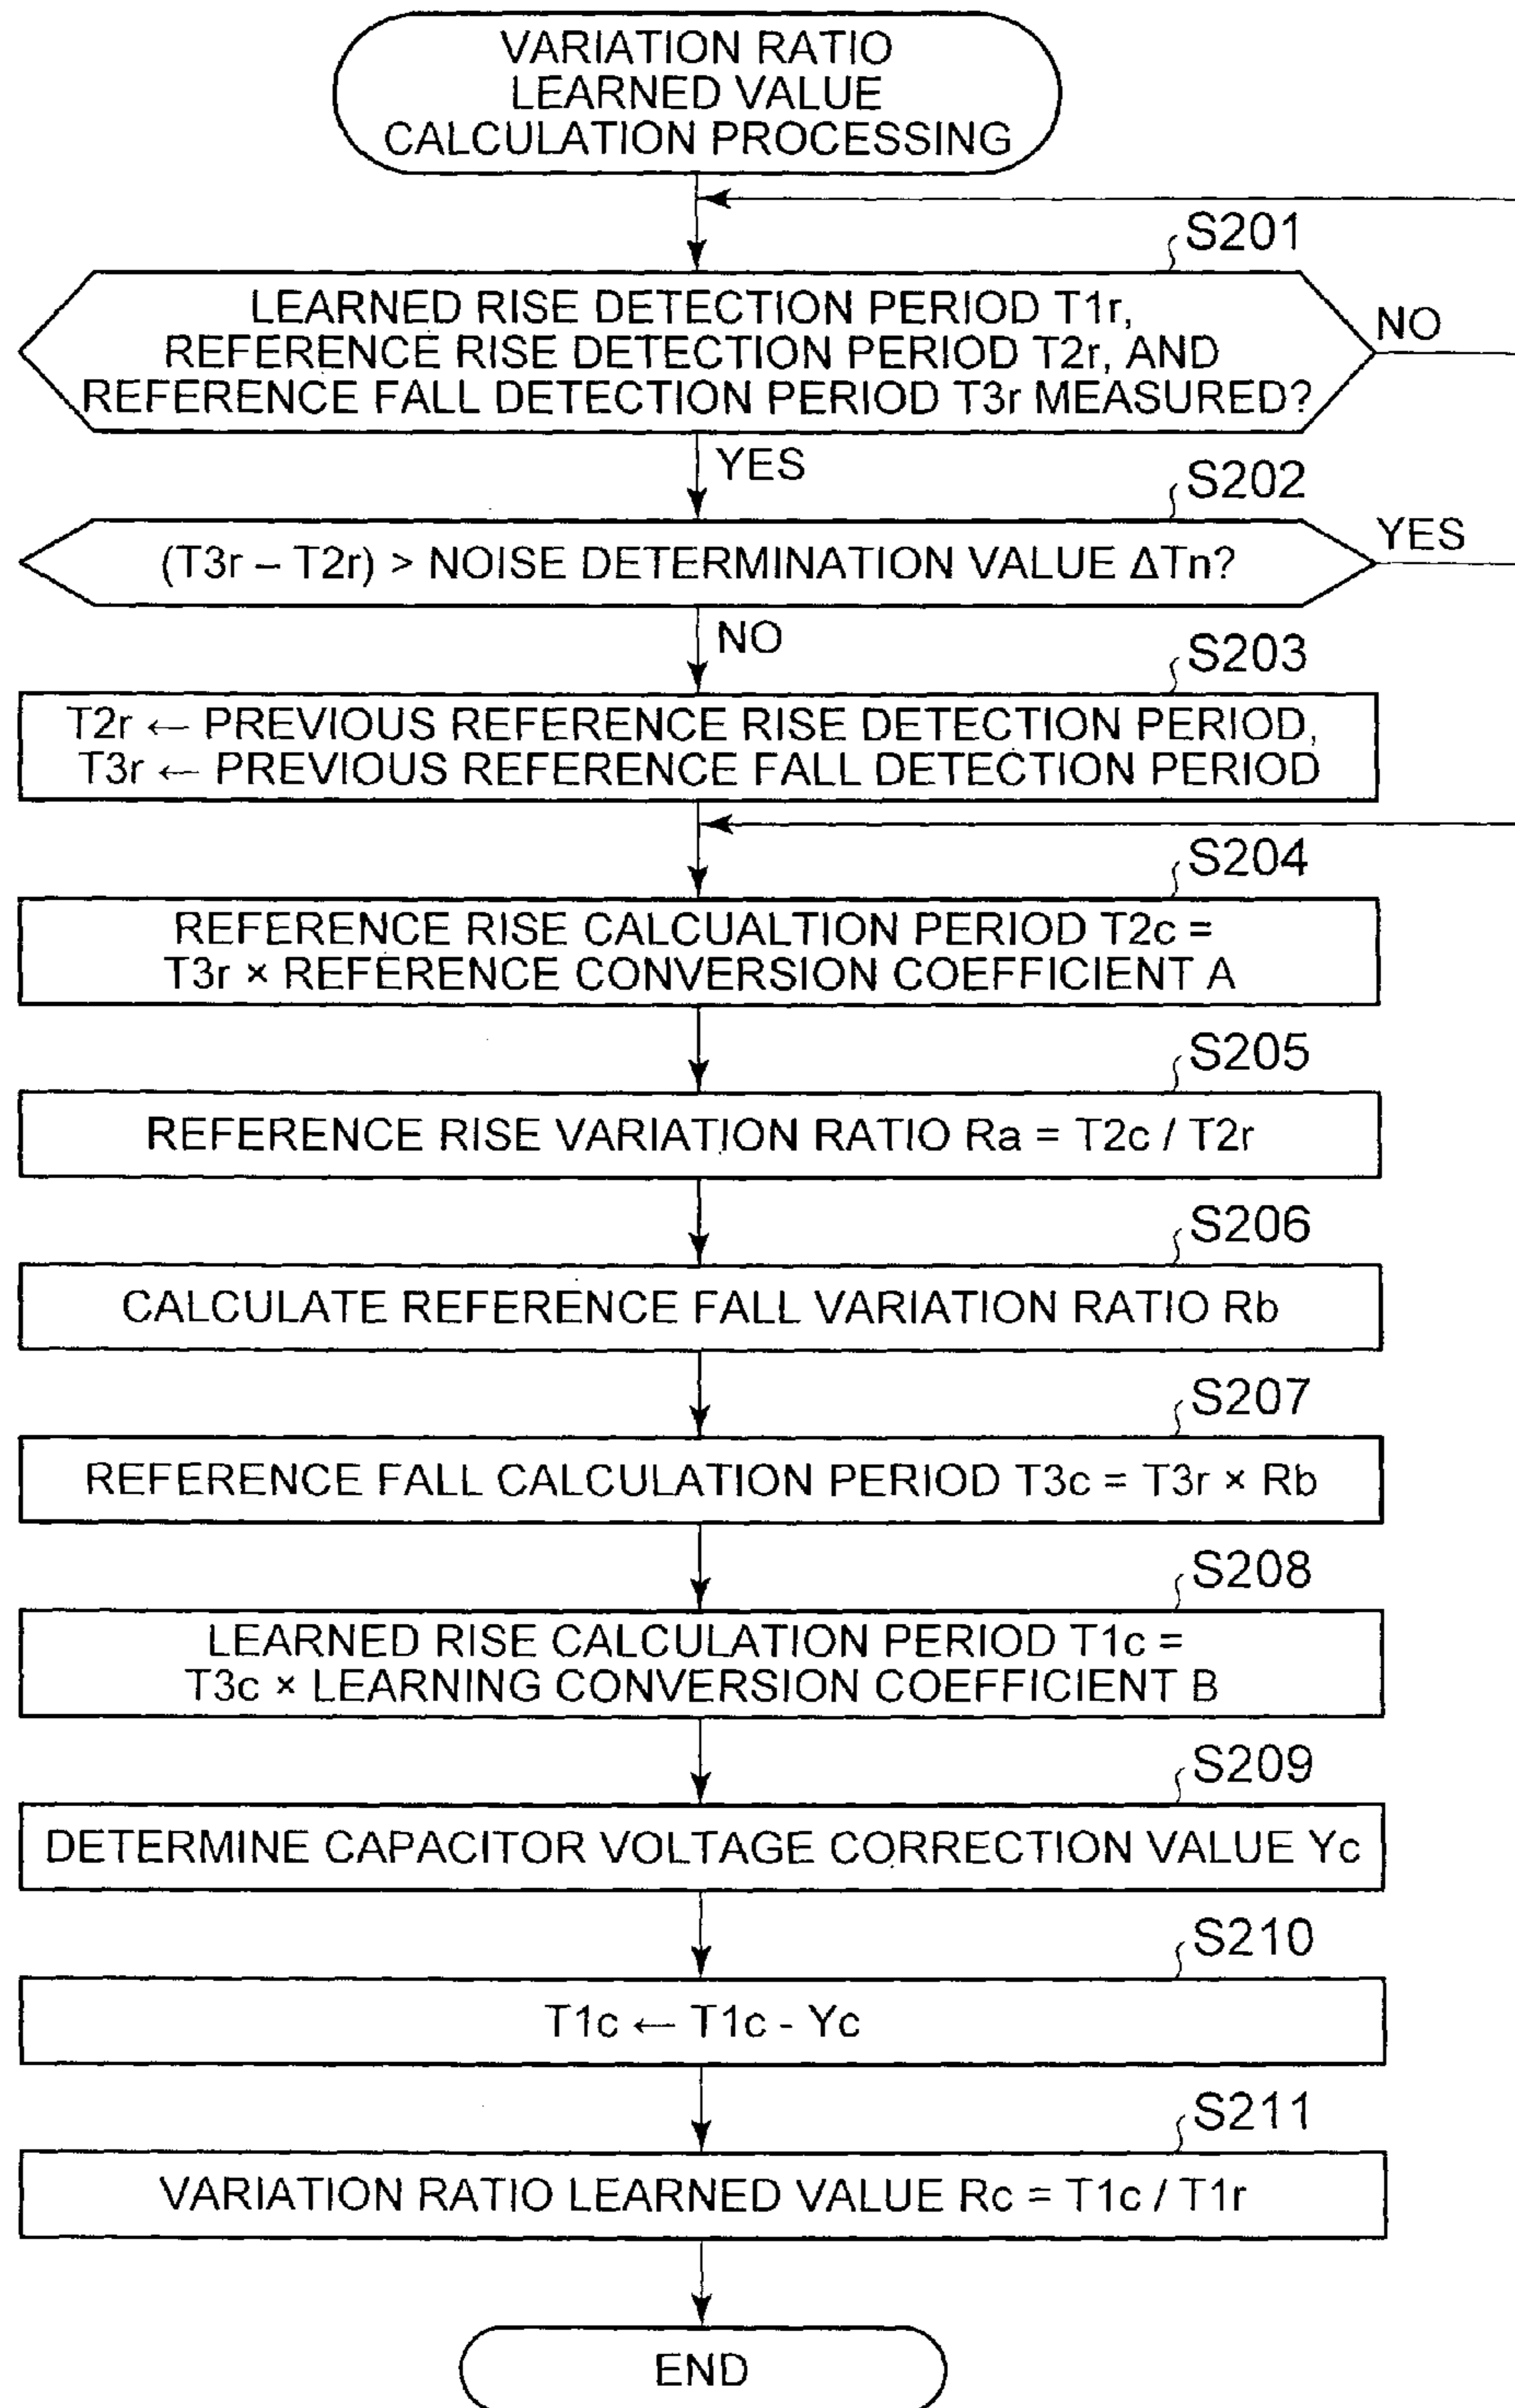 VARIATION RATIO
LEARNED VALUE
CALCULATION PROCESSING
S201
LEARNED RISE DETECTION PERIOD T1r,
REFERENCE RISE DETECTION PERIOD T2r, AND
REFERENCE FALL DETECTION PERIOD T3r MEASURED?
NO
YES
S202
(T3r – T2r) > NOISE DETERMINATION VALUE ΔTn?
YES
NO
S203
T2r ← PREVIOUS REFERENCE RISE DETECTION PERIOD,
T3r ← PREVIOUS REFERENCE FALL DETECTION PERIOD
S204
REFERENCE RISE CALCUALTION PERIOD T2c =
T3r × REFERENCE CONVERSION COEFFICIENT A
S205
REFERENCE RISE VARIATION RATIO Ra = T2c / T2r
S206
CALCULATE REFERENCE FALL VARIATION RATIO Rb
S207
REFERENCE FALL CALCULATION PERIOD T3c = T3r × Rb
S208
LEARNED RISE CALCULATION PERIOD T1c =
T3c × LEARNING CONVERSION COEFFICIENT B
S209
DETERMINE CAPACITOR VOLTAGE CORRECTION VALUE Yc
S210
T1c ← T1c - Yc
S211
VARIATION RATIO LEARNED VALUE Rc = T1c / T1r
END